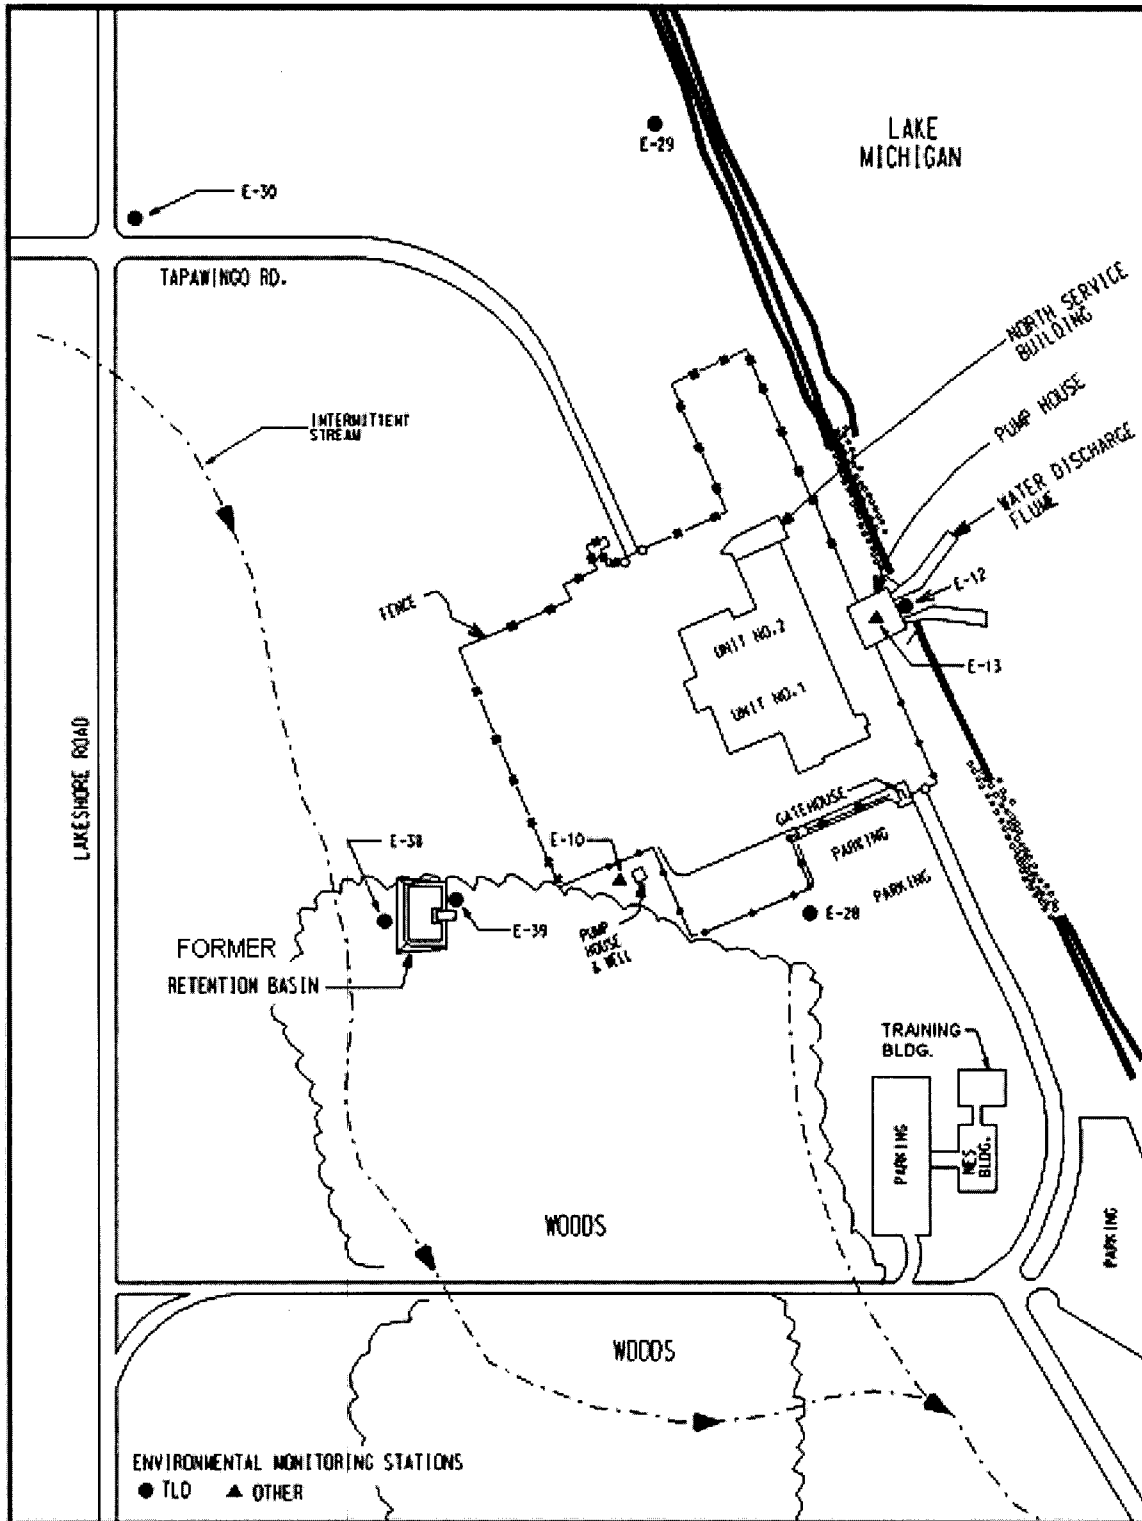 LAKE
MICHIGAN
E-29
E-30
TAPAWINGO RD.
NORTH SERVICE
BUILDING
PUMP HOUSE
WATER DISCHARGE
FLUME
INTERMITTENT
STREAM
E-12
FENCE
UNIT NO.2
E-13
UNIT NO.1
LAKESHORE ROAD
GATEHOUSE
E-38
E-10
PARKING
PARKING
E-28
E-39
PUMP
HOUSE
& WELL
FORMER
RETENTION BASIN
TRAINING
BLDG.
PARKING
NES
BLDG.
PARKING
WOODS
WOODS
ENVIRONMENTAL MONITORING STATIONS
TLD OTHER